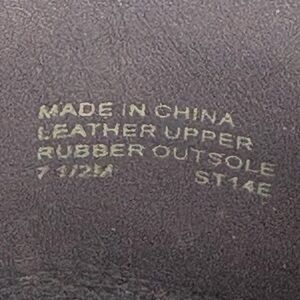 MADE IN CHINA
LEATHER UPPER
RUBBER OUTSOLE
7 1/2M ST14E